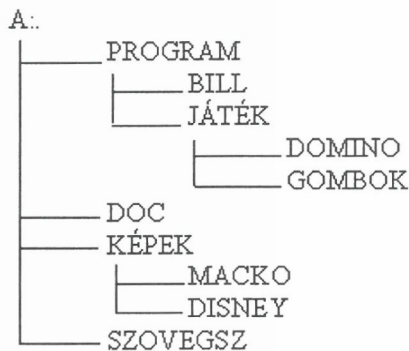 A:.
PROGRAM
BILL
JÁTÉK
DOMINO
GOMBOK
DOC
KÉPEK
MACKO
DISNEY
SZOVEGSZ